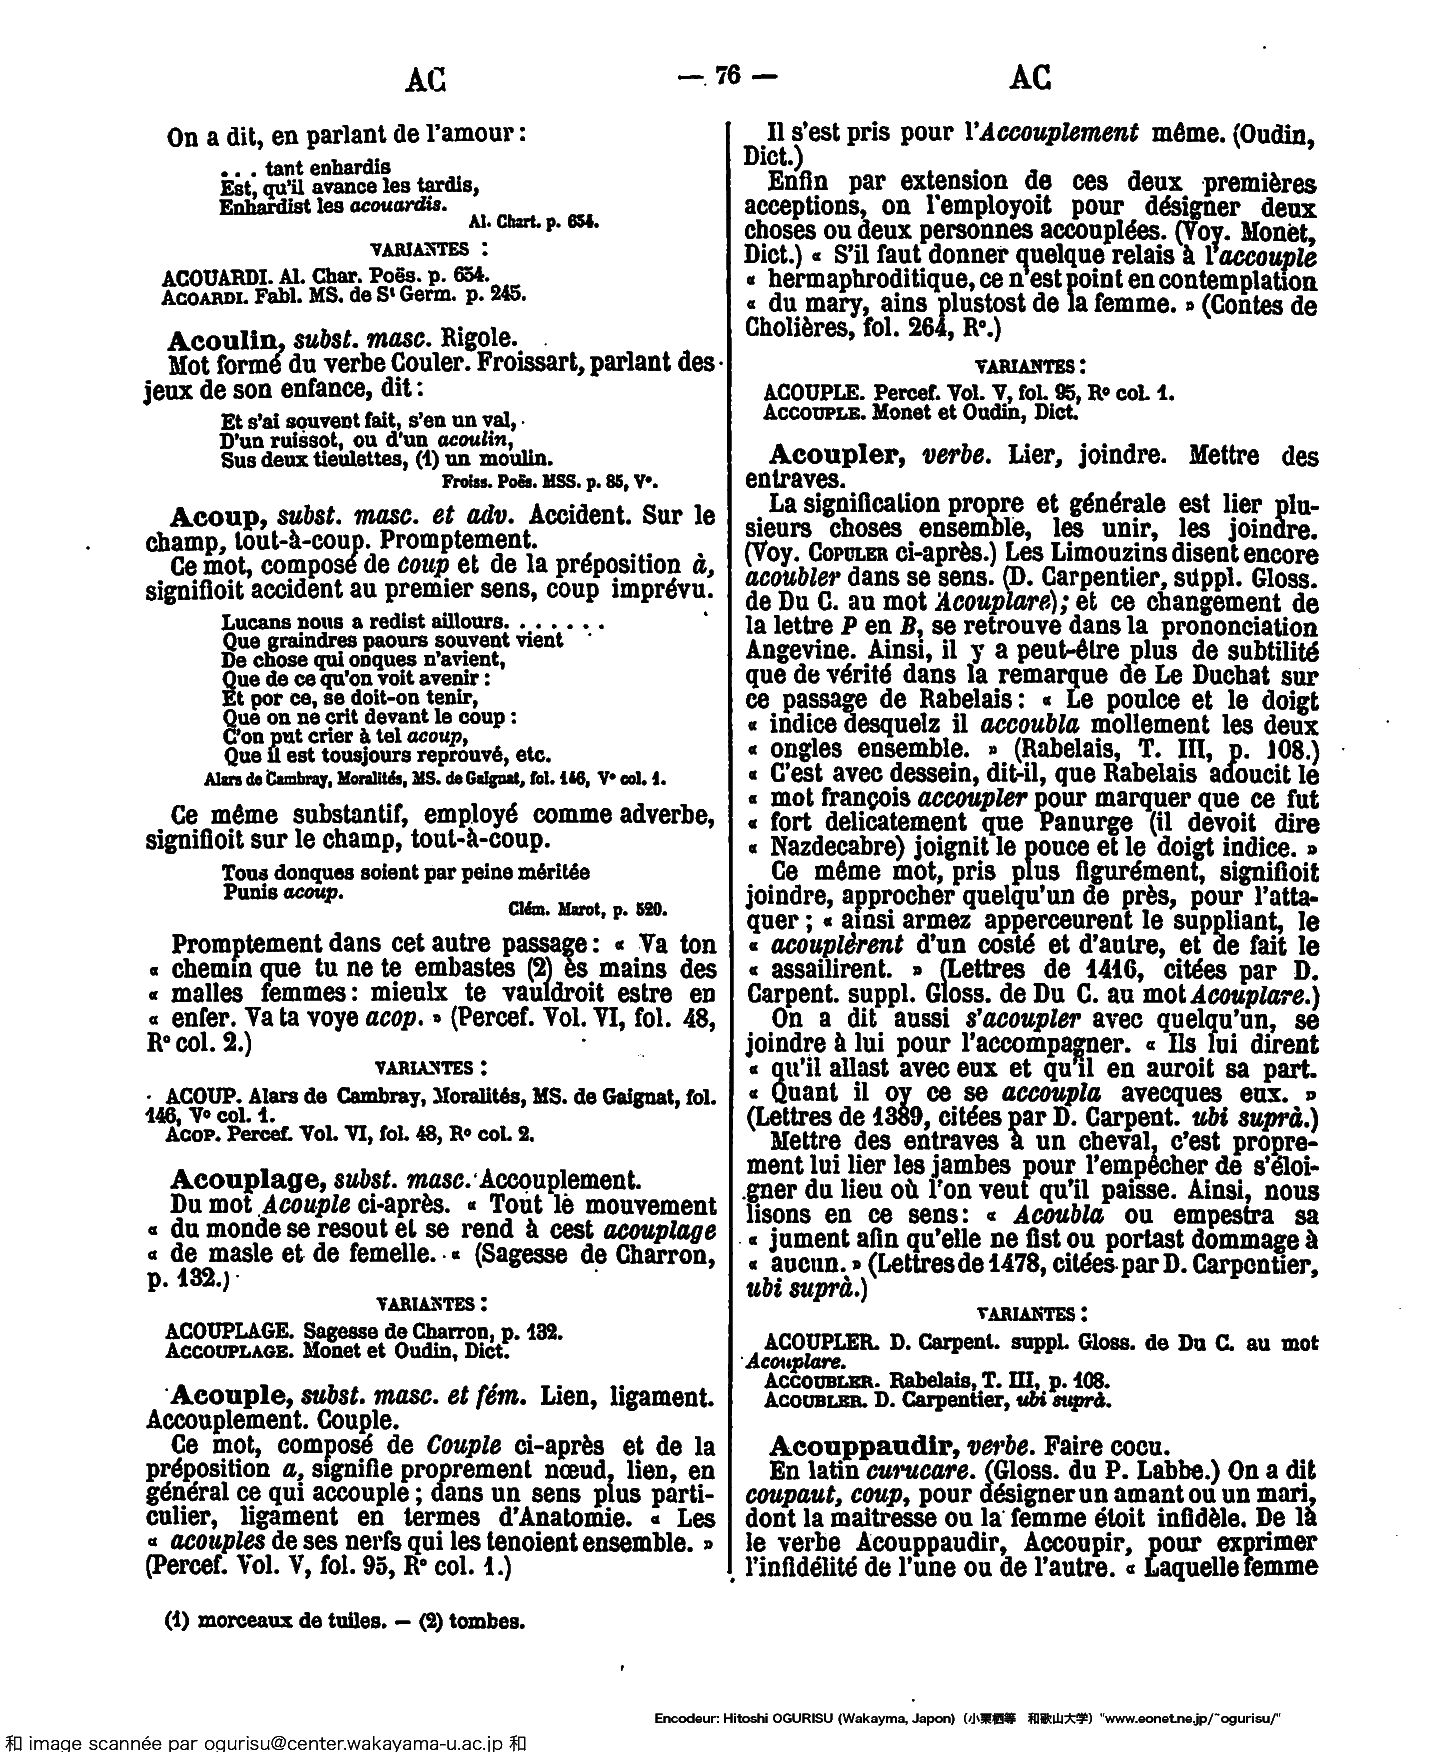 AC
— 76 —
AC
On a dit, en parlant de l'amour :
. . . tant enhardis
Est, qu'il avance les tardis,
Enhardist les acouardis.
Al. Chart. p. 654.
VARIANTES :
ACOUARDI. Al. Char. Poës. p. 654.
ACOARDI. Fabl. MS. de St Germ. p. 245.
Acoulin, subst. masc. Rigole.
Mot formé du verbe Couler. Froissart, parlant des
jeux de son enfance, dit :
Et s'ai souvent fait, s'en un val,
D'un ruissot, ou d'un acoulin,
Sus deux tieulettes, (1) un moulin.
Froiss. Poës. MSS. p. 85, V°.
Acoup, subst. masc. et adv. Accident. Sur le
champ, tout-à-coup. Promptement.
Ce mot, composé de coup et de la préposition à,
signifioit accident au premier sens, coup imprévu.
Lucans nous a redist aillours. . . . . . .
Que graindres paours souvent vient
De chose qui onques n'avient,
Que de ce qu'on voit avenir :
Et por ce, se doit-on tenir,
Que on ne crit devant le coup :
C'on put crier à tel acoup,
Que il est tousjours reprouvé, etc.
Alars de Cambray, Moralités, MS. de Gaignat, fol. 146, V° col. 1.
Ce même substantif, employé comme adverbe,
signifioit sur le champ, tout-à-coup.
Tous donques soient par peine méritée
Punis acoup.
Clém. Marot, p. 520.
Promptement dans cet autre passage : « Va ton
« chemin que tu ne te embastes (2) ès mains des
« malles femmes : mieulx te vauldroit estre en
« enfer. Va ta voye acop. » (Percef. Vol. VI, fol. 48,
R° col. 2.)
VARIANTES :
ACOUP. Alars de Cambray, Moralités, MS. de Gaignat, fol.
146, V° col. 1.
ACOP. Percef. Vol. VI, fol. 48, R° col. 2.
Acouplage, subst. masc. Accouplement.
Du mot Acouple ci-après. « Tout le mouvement
« du monde se resout et se rend à cest acouplage
« de masle et de femelle. « (Sagesse de Charron,
p. 132.)
VARIANTES :
ACOUPLAGE. Sagesse de Charron, p. 132.
ACCOUPLAGE. Monet et Oudin, Dict.
Acouple, subst. masc. et fém. Lien, ligament.
Accouplement. Couple.
Ce mot, composé de Couple ci-après et de la
préposition a, signifie proprement nœud, lien, en
général ce qui accouple ; dans un sens plus parti-
culier, ligament en termes d'Anatomie. « Les
« acouples de ses nerfs qui les tenoient ensemble. »
(Percef. Vol. V, fol. 95, R° col. 1.)
(1) morceaux de tuiles. — (2) tombes.
Il s'est pris pour l'Accouplement même. (Oudin,
Dict.)
Enfin par extension de ces deux premières
acceptions, on l'employoit pour désigner deux
choses ou deux personnes accouplées. (Voy. Monet,
Dict.) « S'il faut donner quelque relais à l'accouple
« hermaphroditique, ce n'est point en contemplation
« du mary, ains plustost de la femme. » (Contes de
Cholières, fol. 264, R°.)
VARIANTES :
ACOUPLE. Percef. Vol. V, fol. 95, R° col. 1.
ACCOUPLE. Monet et Oudin, Dict.
Acoupler, verbe. Lier, joindre. Mettre des
entraves.
La signification propre et générale est lier plu-
sieurs choses ensemble, les unir, les joindre.
(Voy. COPULER ci-après.) Les Limouzins disent encore
acoubler dans se sens. (D. Carpentier, suppl. Gloss.
de Du C. au mot Acouplare) ; et ce changement de
la lettre P en B, se retrouve dans la prononciation
Angevine. Ainsi, il y a peut-être plus de subtilité
que de vérité dans la remarque de Le Duchat sur
ce passage de Rabelais : « Le poulce et le doigt
« indice desquelz il accoubla mollement les deux
« ongles ensemble. » (Rabelais, T. III, p. 108.)
« C'est avec dessein, dit-il, que Rabelais adoucit le
« mot françois accoupler pour marquer que ce fut
« fort delicatement que Panurge (il devoit dire
« Nazdecabre) joignit le pouce et le doigt indice. »
Ce même mot, pris plus figurément, signifioit
joindre, approcher quelqu'un de près, pour l'atta-
quer ; « ainsi armez apperceurent le suppliant, le
« acouplèrent d'un costé et d'autre, et de fait le
« assailirent. » (Lettres de 1416, citées par D.
Carpent. suppl. Gloss. de Du C. au mot Acouplare.)
On a dit aussi s'acoupler avec quelqu'un, se
joindre à lui pour l'accompagner. « Ils lui dirent
« qu'il allast avec eux et qu'il en auroit sa part.
« Quant il oy ce se accoupla avecques eux. »
(Lettres de 1389, citées par D. Carpent. ubi suprà.)
Mettre des entraves à un cheval, c'est propre-
ment lui lier les jambes pour l'empêcher de s'éloi-
gner du lieu où l'on veut qu'il paisse. Ainsi, nous
lisons en ce sens : « Acoubla ou empestra sa
« jument afin qu'elle ne fist ou portast dommage à
« aucun. » (Lettres de 1478, citées par D. Carpentier,
ubi suprà.)
VARIANTES :
ACOUPLER. D. Carpent. suppl. Gloss. de Du C. au mot
Acouplare.
ACCOUBLER. Rabelais, T. III, p. 108.
ACOUBLER. D. Carpentier, ubi suprà.
Acouppaudir, verbe. Faire cocu.
En latin curucare. (Gloss. du P. Labbe.) On a dit
coupaut, coup, pour désigner un amant ou un mari,
dont la maitresse ou la femme étoit infidèle. De là
le verbe Acouppaudir, Accoupir, pour exprimer
l'infidélité de l'une ou de l'autre. « Laquelle femme
Encodeur: Hitoshi OGURISU (Wakayma, Japon) (小栗栖等 和歌山大学) "www.eonet.ne.jp/~ogurisu/"
和 image scannée par ogurisu@center.wakayama-u.ac.jp 和